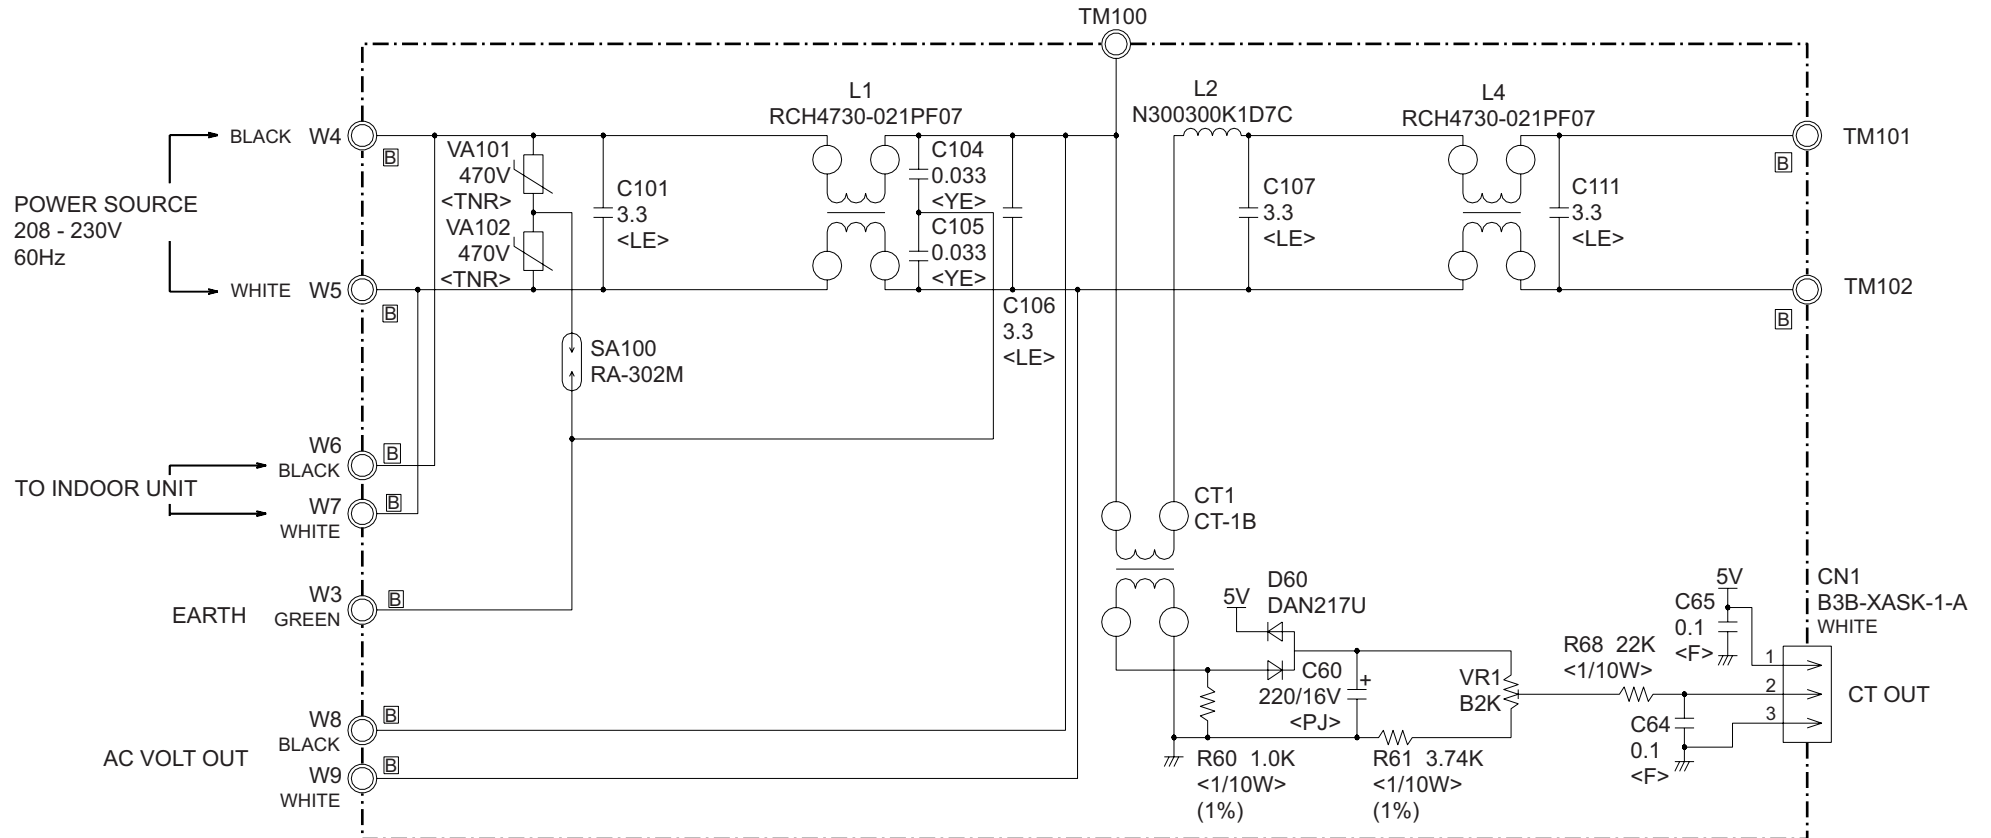 TM100
L1
RCH4730-021PF07
L2
N300300K1D7C
L4
RCH4730-021PF07
BLACK W4
B
VA101
470V
<TNR>
VA102
470V
<TNR>
C101
3.3
<LE>
C104
0.033
<YE>
C105
0.033
<YE>
C106
3.3
<LE>
C107
3.3
<LE>
C111
3.3
<LE>
TM101
B
POWER SOURCE
208 - 230V
60Hz
WHITE W5
B
TM102
B
SA100
RA-302M
W6
BLACK
B
TO INDOOR UNIT
W7
WHITE
B
CT1
CT-1B
EARTH
W3
GREEN
B
5V
D60
DAN217U
C60
220/16V
+
<PJ>
VR1
B2K
R68 22K
<1/10W>
5V
C65
0.1
<F>
CN1
B3B-XASK-1-A
WHITE
1
2
3
CT OUT
C64
0.1
<F>
AC VOLT OUT
W8
BLACK
B
W9
WHITE
B
R60 1.0K
<1/10W>
(1%)
R61 3.74K
<1/10W>
(1%)